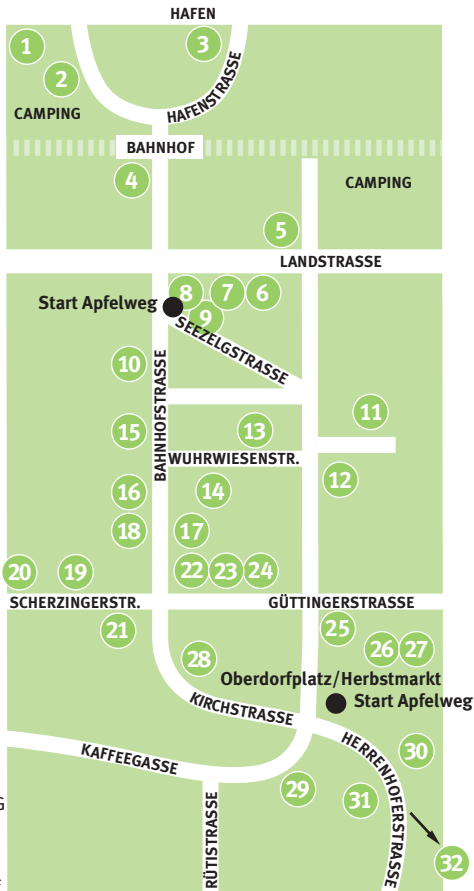 HAFEN
1
2
3
HAFENSTRASSE
CAMPING
BAHNHOF
4
CAMPING
5
LANDSTRASSE
8
7
6
Start Apfelweg
9
SEEZELGSTRASSE
10
BAHNHOFSTRASSE
11
15
13
WUHRWIESENSTR.
12
16
14
18
17
20
19
22
23
24
SCHERZINGERSTR.
GÜTTINGERSTRASSE
21
25
26
27
28
Oberdorfplatz/Herbstmarkt
Start Apfelweg
KIRCHSTRASSE
HERRENHOFERSTRASSE
30
KAFFEEGASSE
29
31
RÜTISTRASSE
32
G